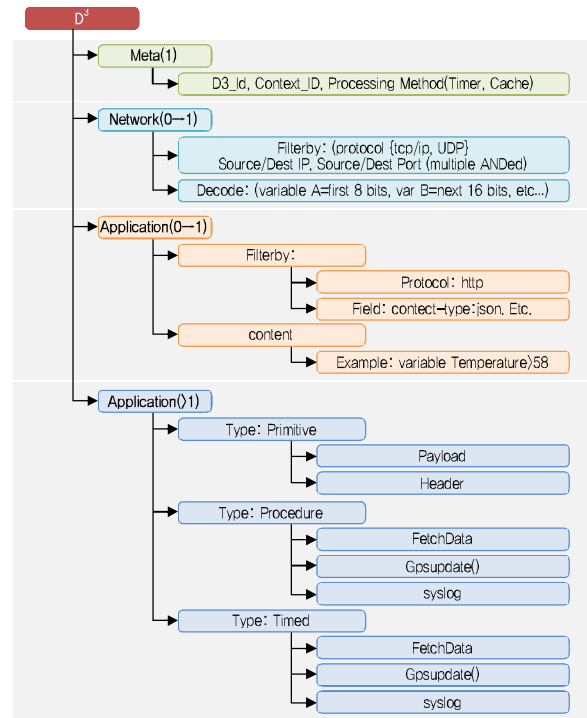 D³
Meta(1)
D3_Id, Context_ID, Processing Method(Timer, Cache)
Network(0→1)
Filterby: (protocol {tcp/ip, UDP}
Source/Dest IP, Source/Dest Port (multiple ANDed)
Decode: (variable A=first 8 bits, var B=next 16 bits, etc...)
Application(0→1)
Filterby:
Protocol: http
Field: contect-type:json. Etc.
content
Example: variable Temperature>58
Application(>1)
Type: Primitive
Payload
Header
Type: Procedure
FetchData
Gpsupdate()
syslog
Type: Timed
FetchData
Gpsupdate()
syslog